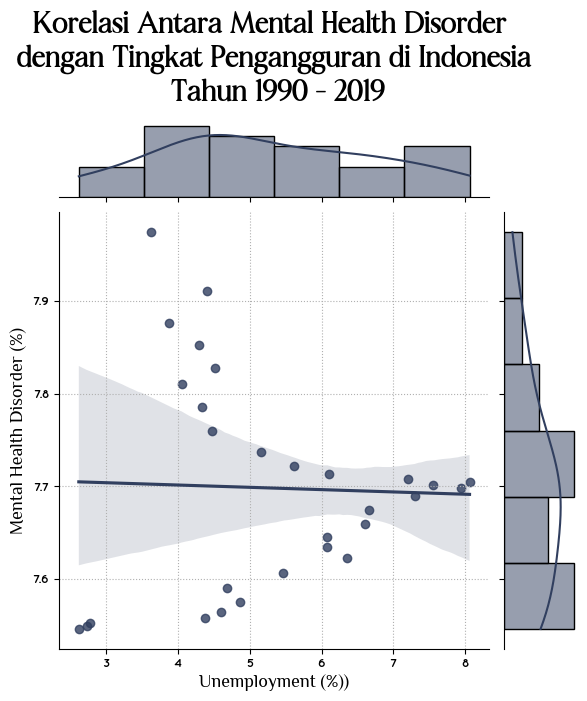 Korelasi Antara Mental Health Disorder
dengan Tingkat Pengangguran di Indonesia
Tahun 1990 - 2019
7.9
7.8
7.7
7.6
Mental Health Disorder (%)
3 4 5 6 7 8
Unemployment (%))